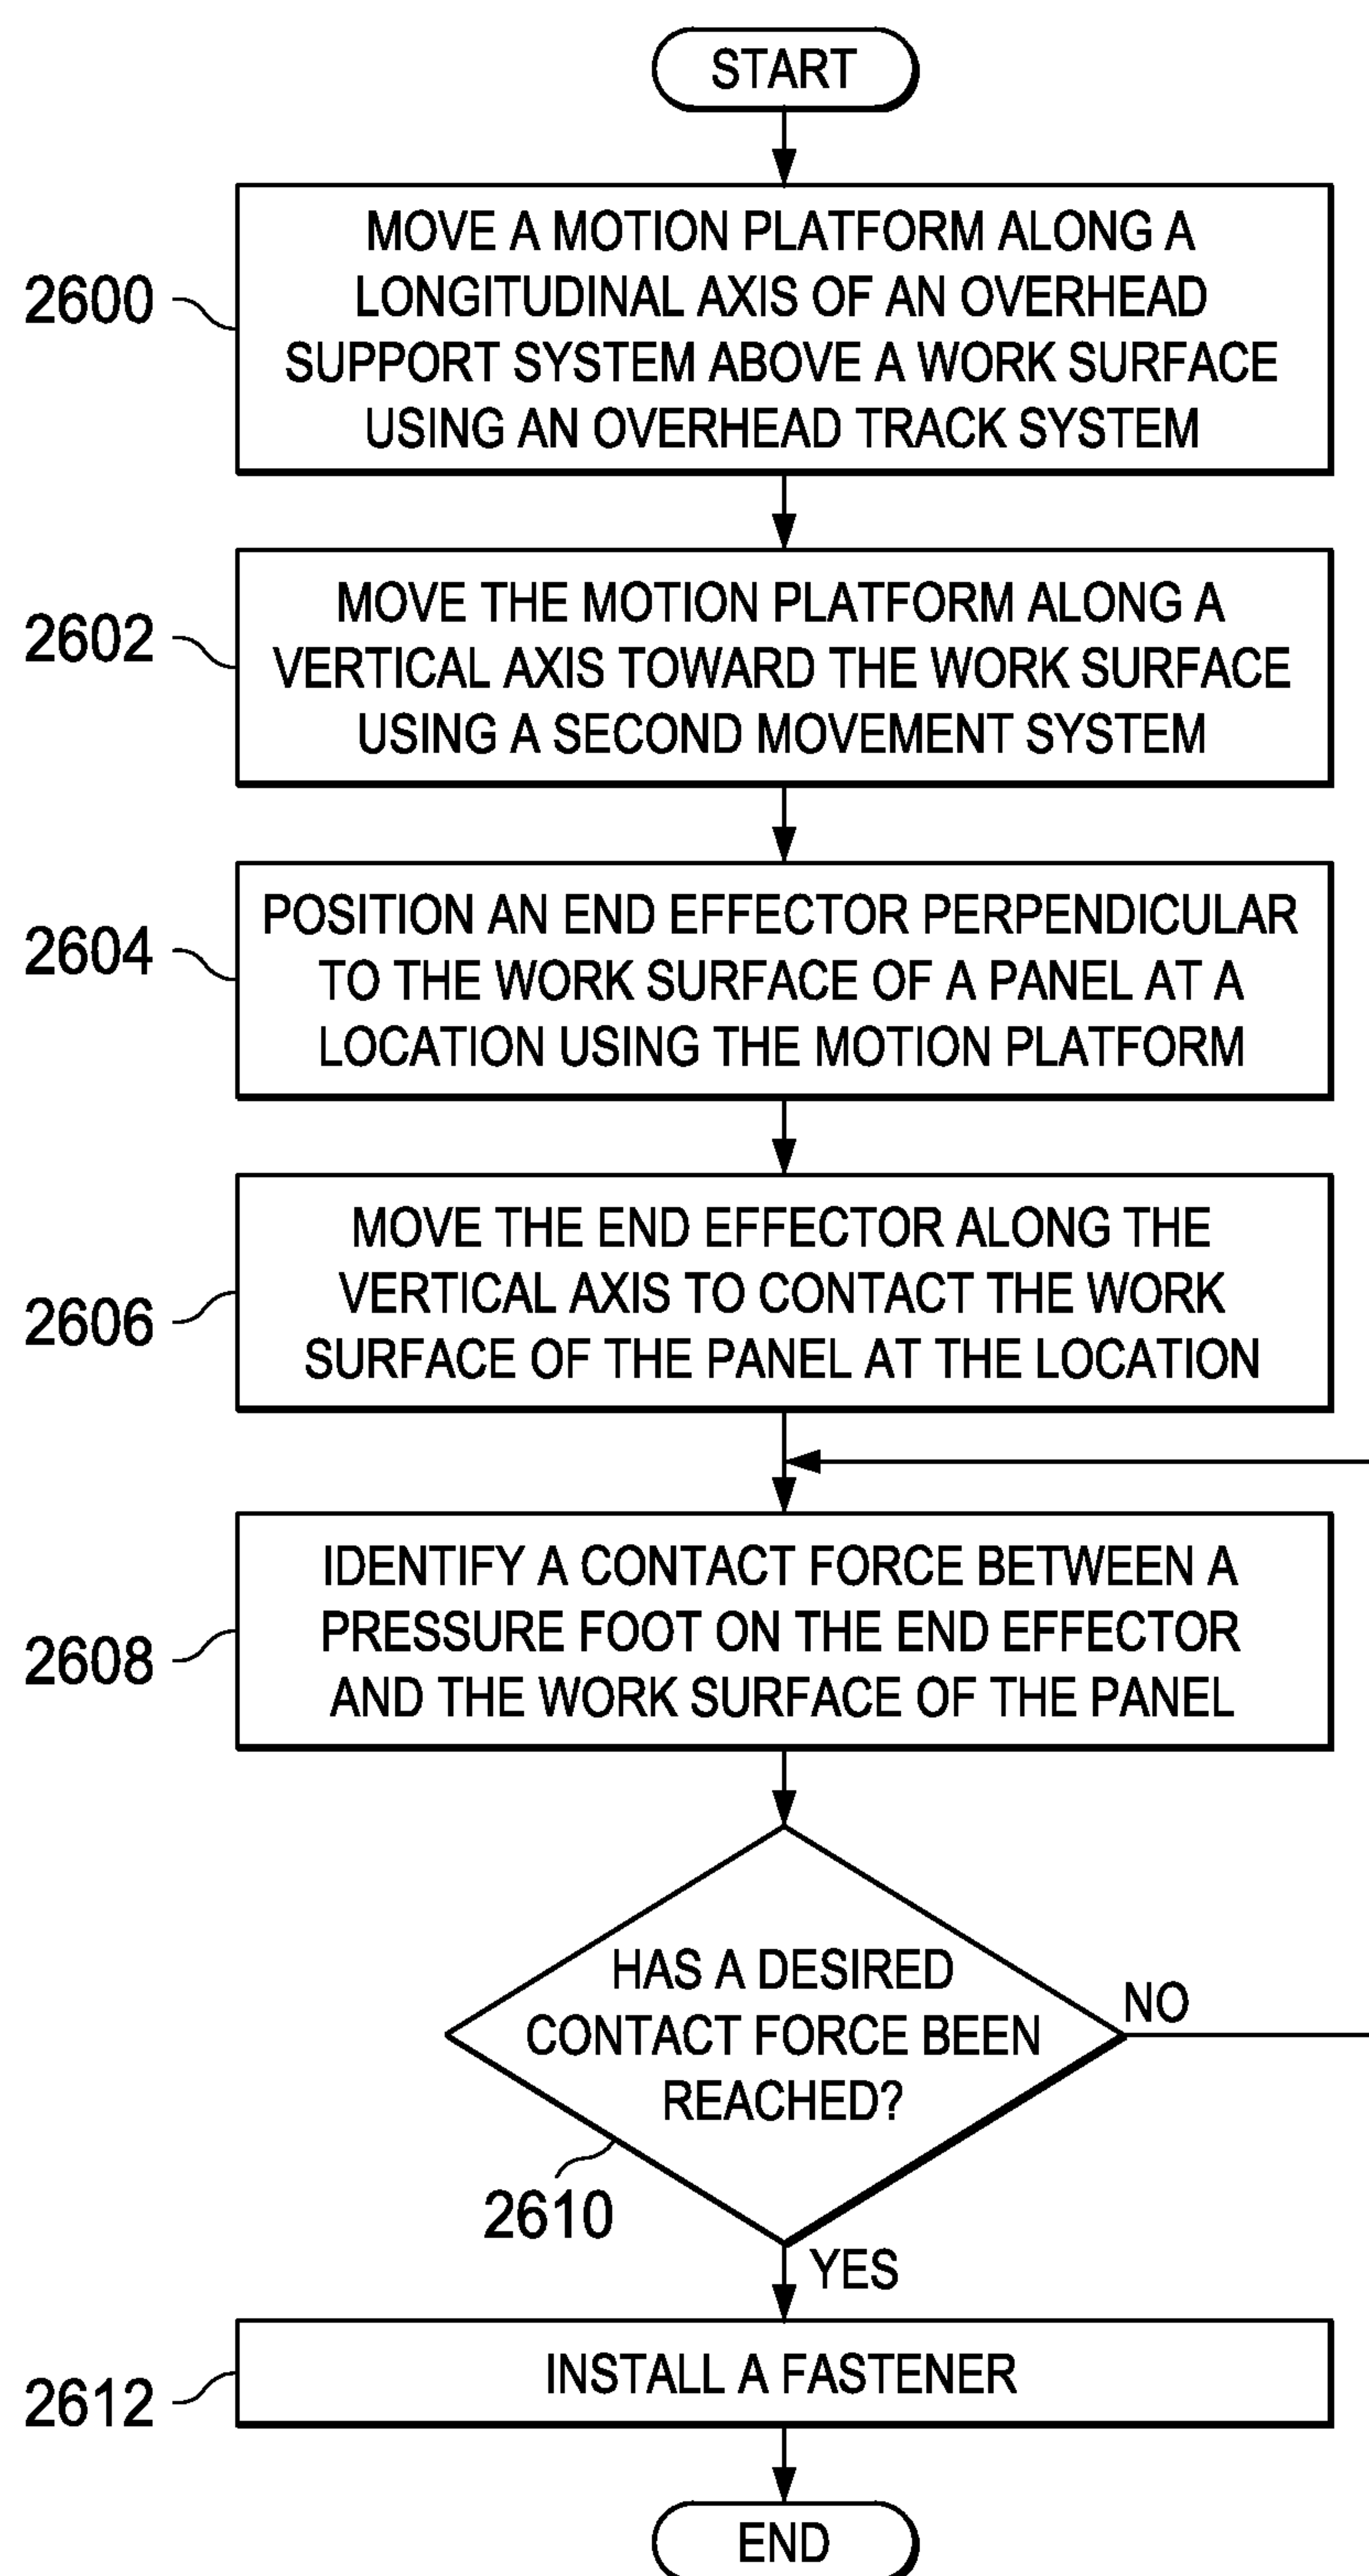 START
2600
MOVE A MOTION PLATFORM ALONG A
LONGITUDINAL AXIS OF AN OVERHEAD
SUPPORT SYSTEM ABOVE A WORK SURFACE
USING AN OVERHEAD TRACK SYSTEM
2602
MOVE THE MOTION PLATFORM ALONG A
VERTICAL AXIS TOWARD THE WORK SURFACE
USING A SECOND MOVEMENT SYSTEM
2604
POSITION AN END EFFECTOR PERPENDICULAR
TO THE WORK SURFACE OF A PANEL AT A
LOCATION USING THE MOTION PLATFORM
2606
MOVE THE END EFFECTOR ALONG THE
VERTICAL AXIS TO CONTACT THE WORK
SURFACE OF THE PANEL AT THE LOCATION
2608
IDENTIFY A CONTACT FORCE BETWEEN A
PRESSURE FOOT ON THE END EFFECTOR
AND THE WORK SURFACE OF THE PANEL
HAS A DESIRED
CONTACT FORCE BEEN
REACHED?
NO
2610
YES
2612
INSTALL A FASTENER
END